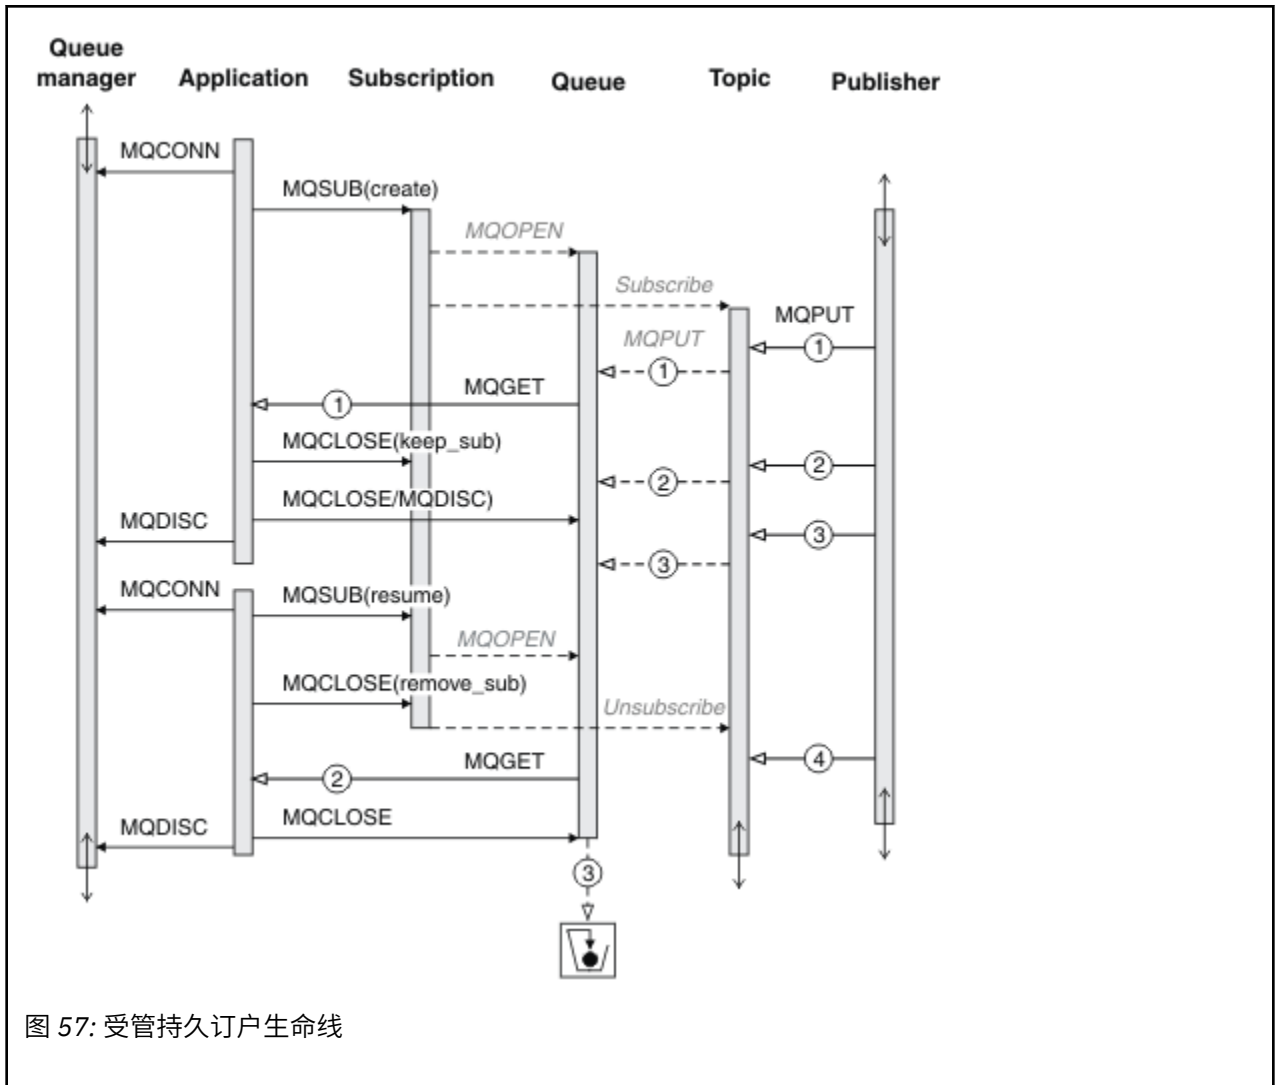 Queue
manager Application Subscription Queue Topic Publisher
MQCONN
MQSUB(create)
MQOPEN
Subscribe
MQPUT
MQPUT
1
1
MQGET
1
MQCLOSE(keep_sub)
2
2
MQCLOSE/MQDISC)
MQDISC
3
3
MQCONN
MQSUB(resume)
MQOPEN
MQCLOSE(remove_sub)
Unsubscribe
4
MQGET
2
MQCLOSE
MQDISC
3
图 57: 受管持久订户生命线